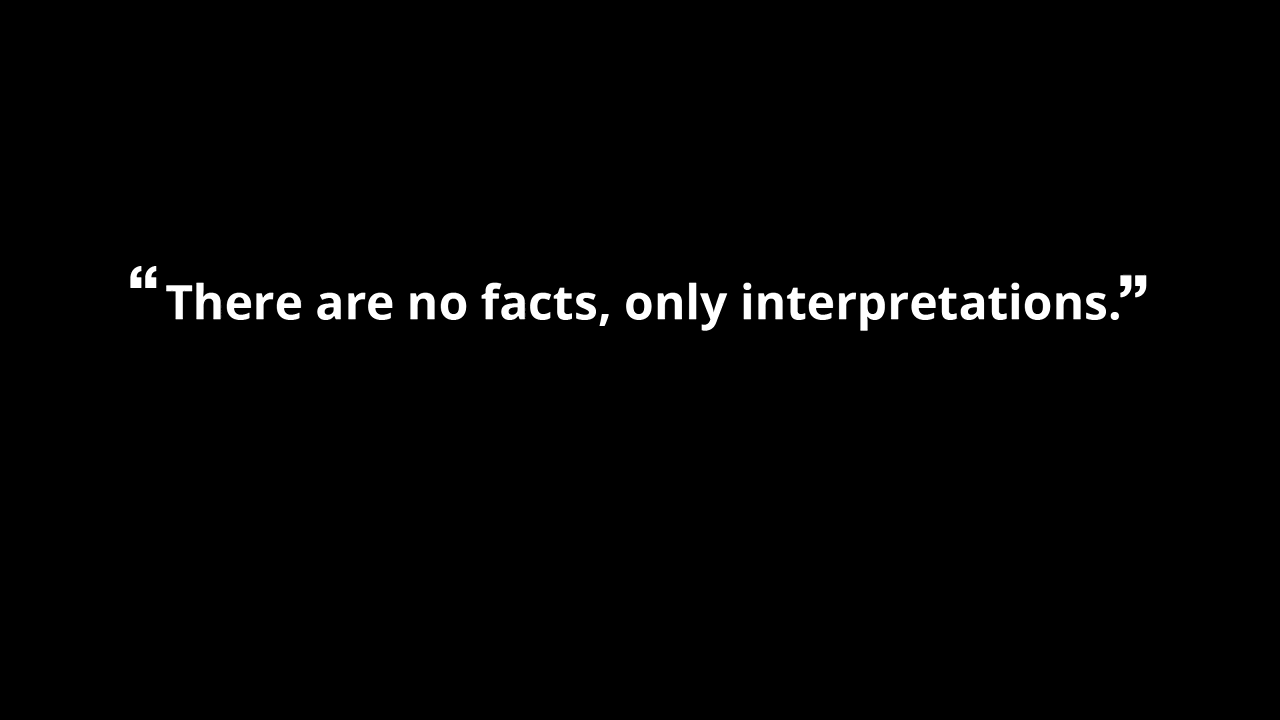 “There are no facts, only interpretations.”